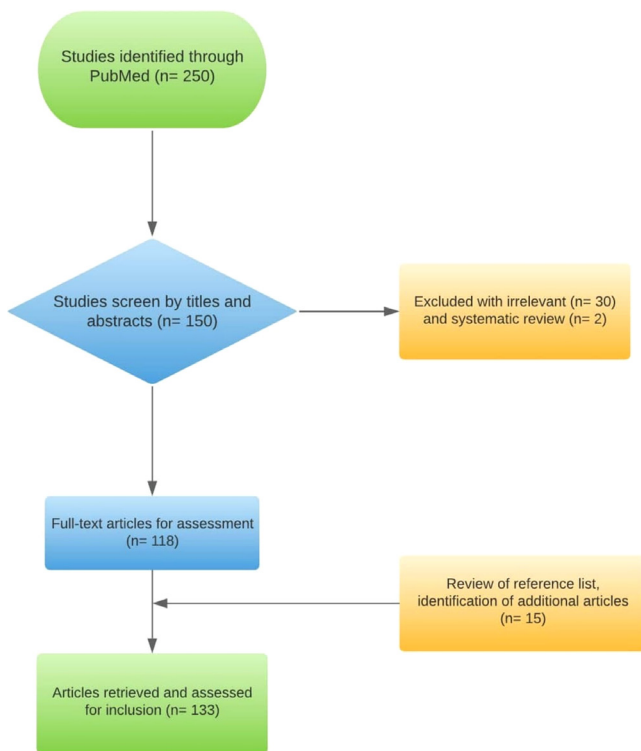 Studies identified through
PubMed (n= 250)
Studies screen by titles and
abstracts (n= 150)
Excluded with irrelevant (n= 30)
and systematic review (n= 2)
Full-text articles for assessment
(n= 118)
Review of reference list,
identification of additional articles
(n= 15)
Articles retrieved and assessed
for inclusion (n= 133)